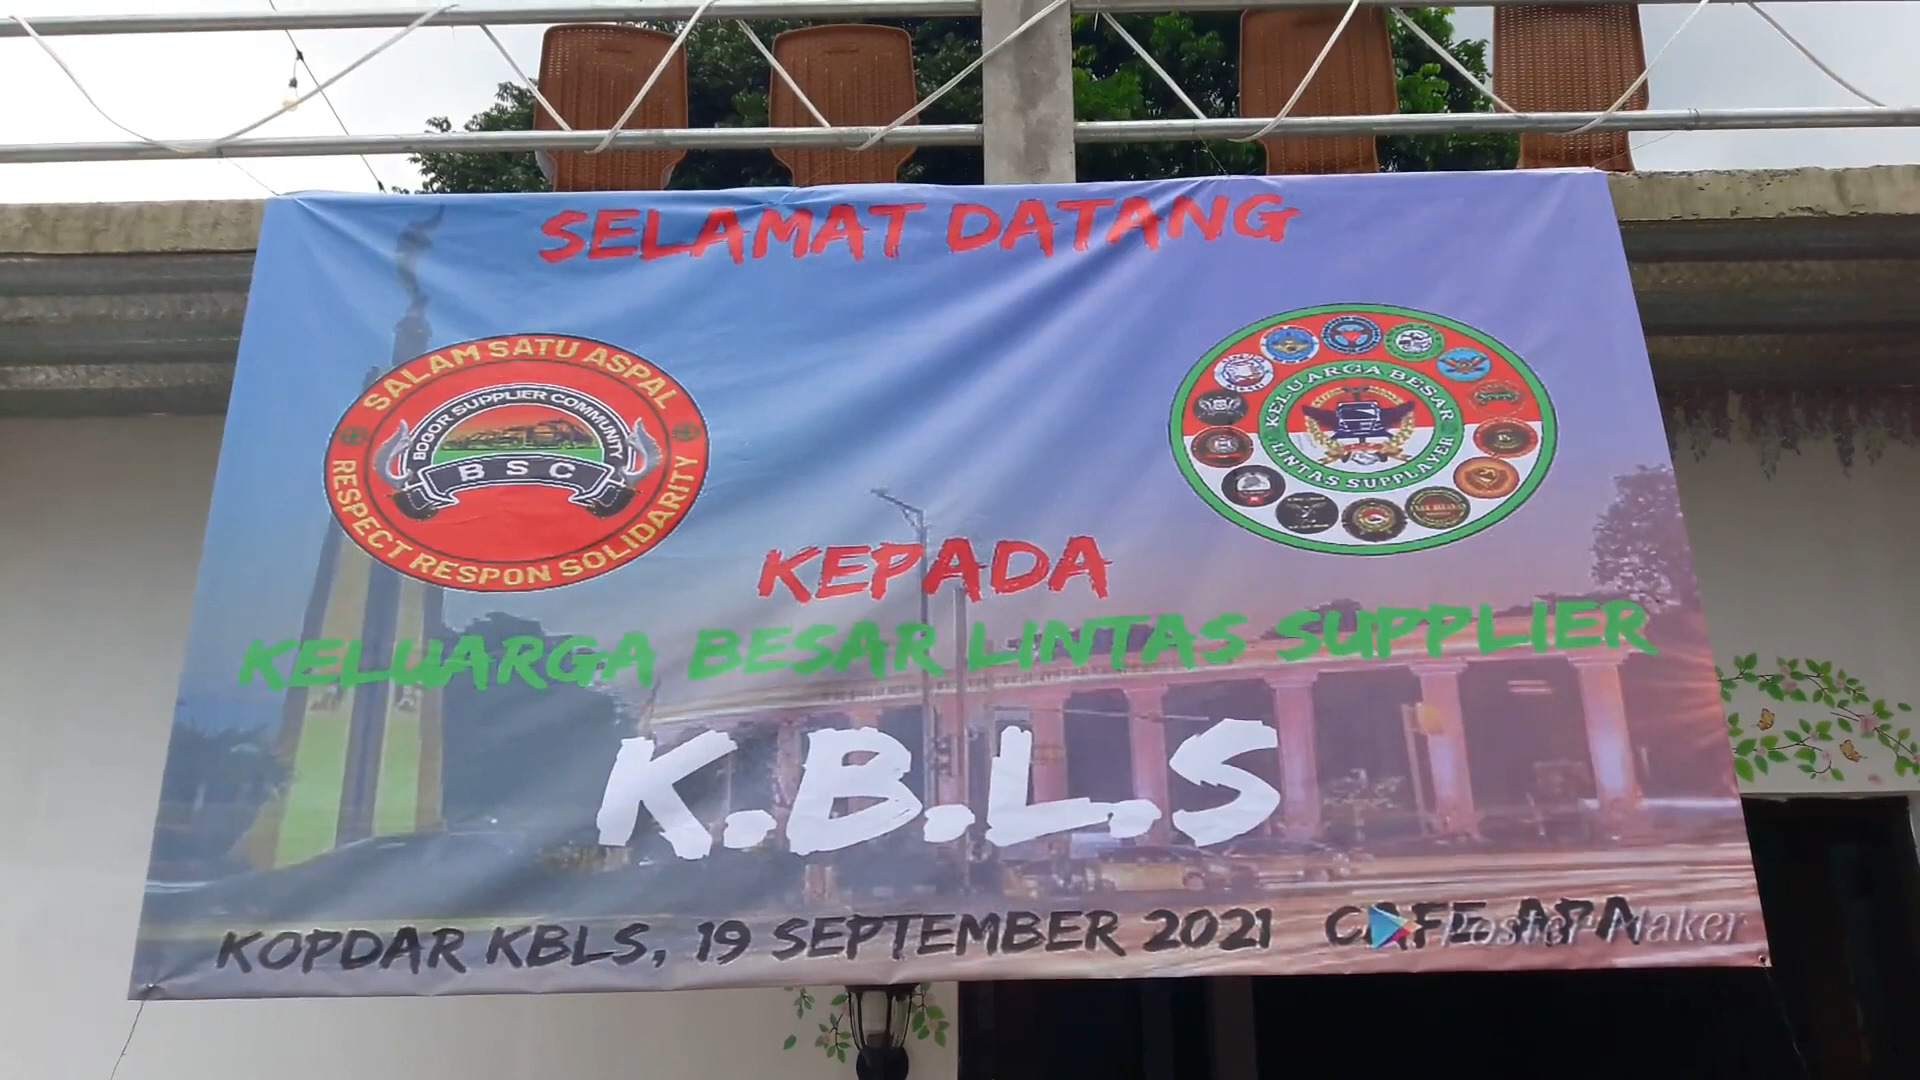 SELAMAT DATANG
SALAM SATU ASPAL
BOGOR SUPPLIER COMMUNITY
BSC
RESPECT RESPON SOLIDARITY
KELUARGA BESAR
LINTAS SUPPLAYER
KEPADA
KELUARGA BESAR LINTAS SUPPLIER
K.B.L.S
KOPDAR KBLS, 19 SEPTEMBER 2021 CAFE APA
Poster Maker